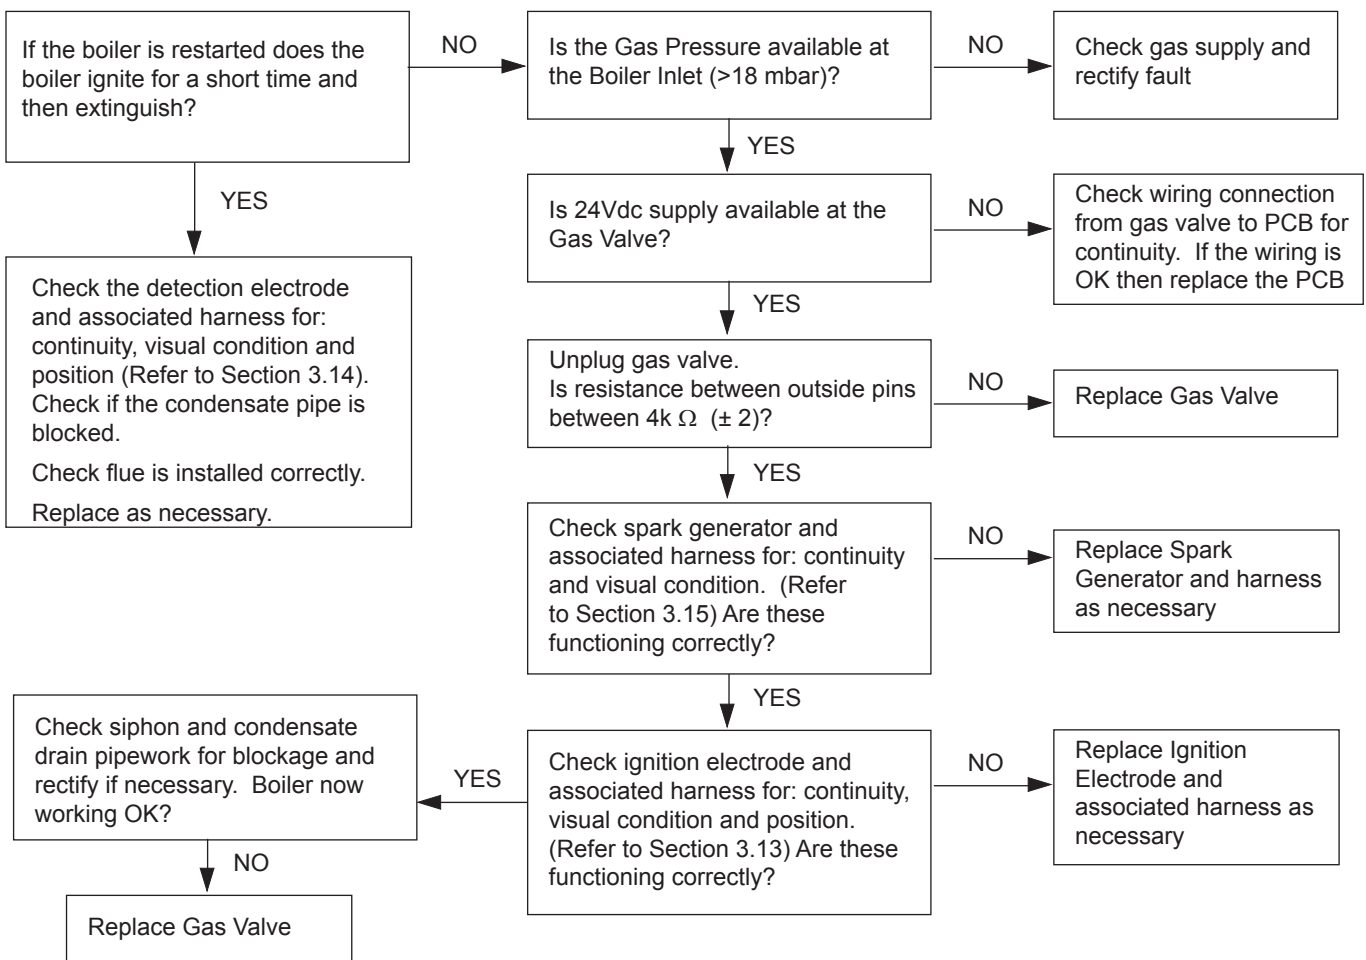 If the boiler is restarted does the
boiler ignite for a short time and
then extinguish?
NO
Is the Gas Pressure available at
the Boiler Inlet (>18 mbar)?
NO
Check gas supply and
rectify fault
YES
YES
Is 24Vdc supply available at the
Gas Valve?
NO
Check wiring connection
from gas valve to PCB for
continuity.  If the wiring is
OK then replace the PCB
Check the detection electrode
and associated harness for:
continuity, visual condition and
position (Refer to Section 3.14).
Check if the condensate pipe is
blocked.
Check flue is installed correctly.
Replace as necessary.
YES
Unplug gas valve.
Is resistance between outside pins
between 4k Ω  (± 2)?
NO
Replace Gas Valve
YES
Check spark generator and
associated harness for: continuity
and visual condition.  (Refer
to Section 3.15) Are these
functioning correctly?
NO
Replace Spark
Generator and harness
as necessary
YES
Check ignition electrode and
associated harness for: continuity,
visual condition and position.
(Refer to Section 3.13) Are these
functioning correctly?
NO
Replace Ignition
Electrode and
associated harness as
necessary
YES
Check siphon and condensate
drain pipework for blockage and
rectify if necessary.  Boiler now
working OK?
NO
Replace Gas Valve